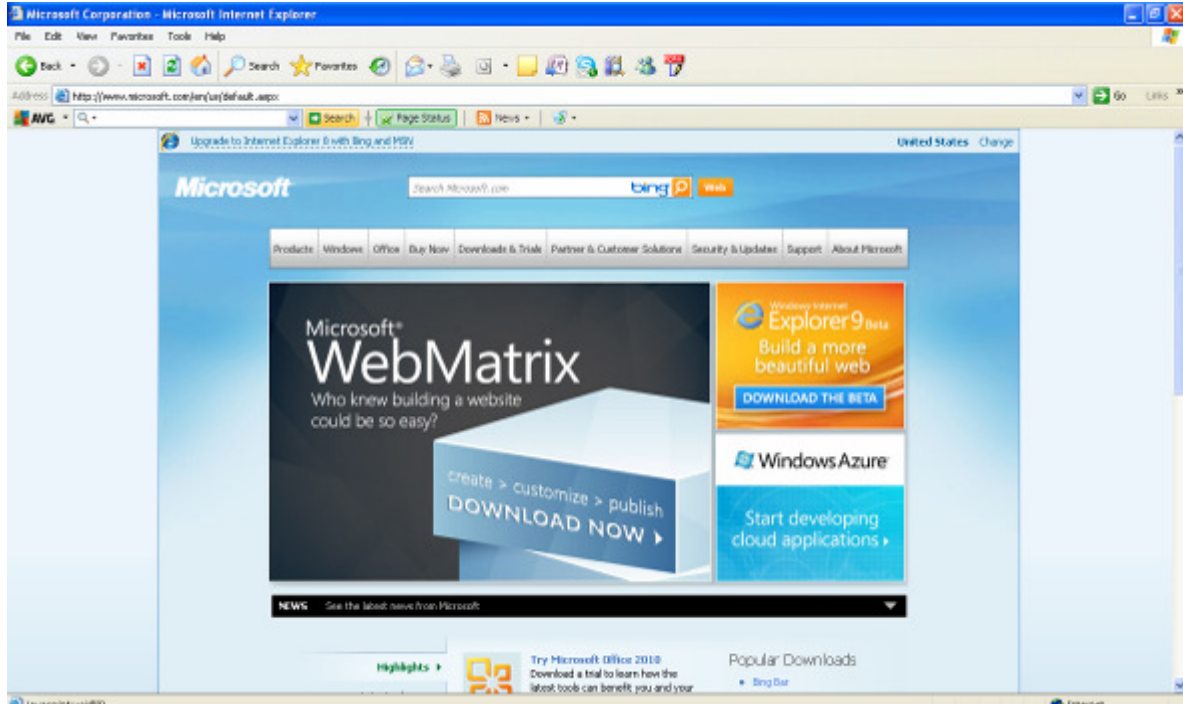 Microsoft Corporation - Microsoft Internet Explorer
File Edit View Favorites Tools Help
Back Search Favorites
Address http://www.microsoft.com/en/us/default.aspx Go Links
AVG Search Page Status News
Upgrade to Internet Explorer 8 with Bing and MSN United States Change
Microsoft Search Microsoft.com bing Web
Products Windows Office Buy Now Downloads & Trials Partner & Customer Solutions Security & Updates Support About Microsoft
Microsoft®
WebMatrix
Who knew building a website
could be so easy?
create > customize > publish
DOWNLOAD NOW
Windows Internet
Explorer 9 Beta
Build a more
beautiful web
DOWNLOAD THE BETA
Windows Azure
Start developing
cloud applications
NEWS See the latest news from Microsoft
Highlights
Try Microsoft Office 2010
Download a trial to learn how the
latest tools can benefit you and your
Popular Downloads
Bing Bar